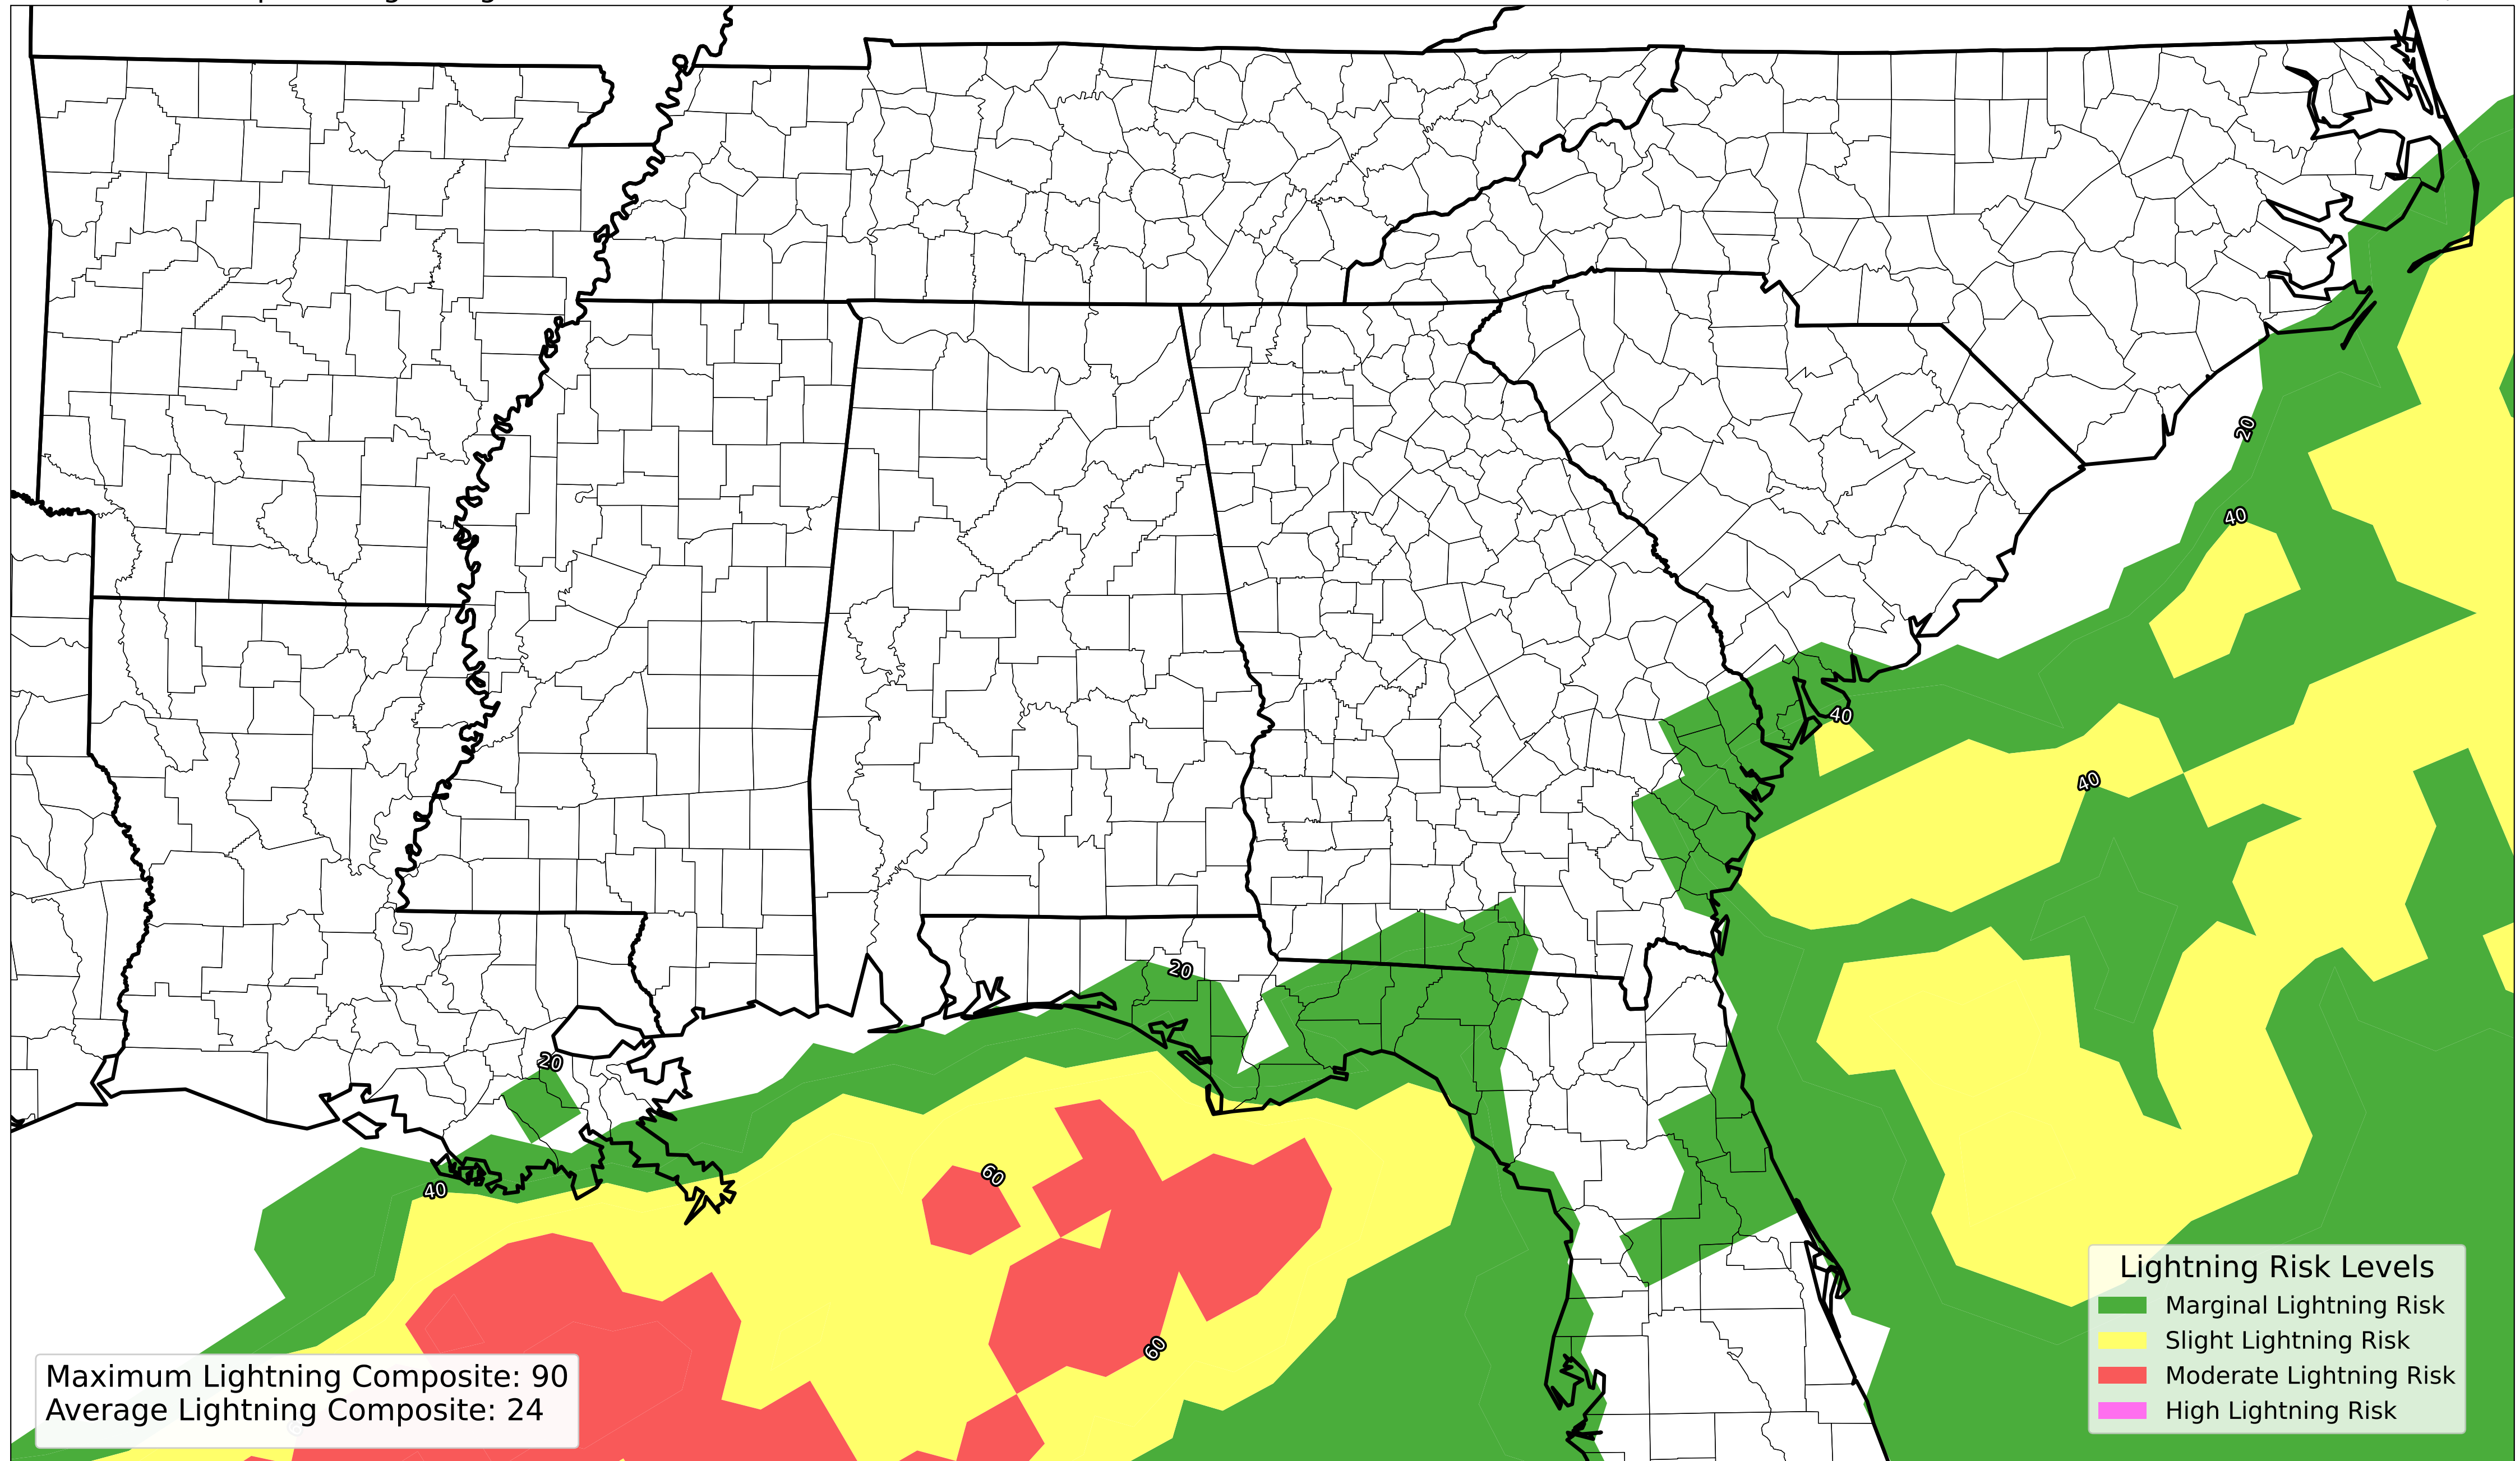 20
40
40
40
20
20
40
60
60
Lightning Risk Levels
Marginal Lightning Risk
Slight Lightning Risk
Moderate Lightning Risk
High Lightning Risk
Maximum Lightning Composite: 90
Average Lightning Composite: 24